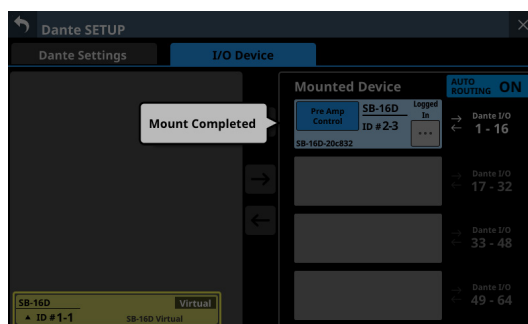 Dante SETUP
Dante Settings
I/O Device
Mounted Device
AUTO ROUTING ON
Mount Completed
Pre Amp Control
SB-16D
ID #2-3
Logged In
...
SB-16D-20c832
Dante I/O
1 - 16
Dante I/O
17 - 32
Dante I/O
33 - 48
Dante I/O
49 - 64
SB-16D
Virtual
ID #1-1
SB-16D Virtual